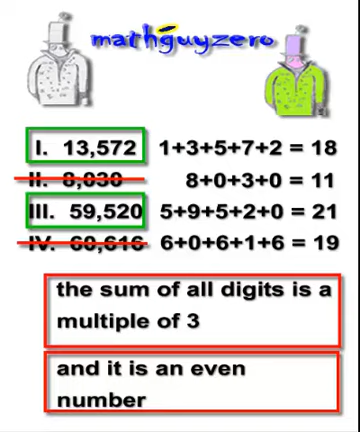 mathguyzero
I. 13,572 1+3+5+7+2 = 18
II. 8,030 8+0+3+0 = 11
III. 59,520 5+9+5+2+0 = 21
IV. 60,616 6+0+6+1+6 = 19
the sum of all digits is a
multiple of 3
and it is an even
number